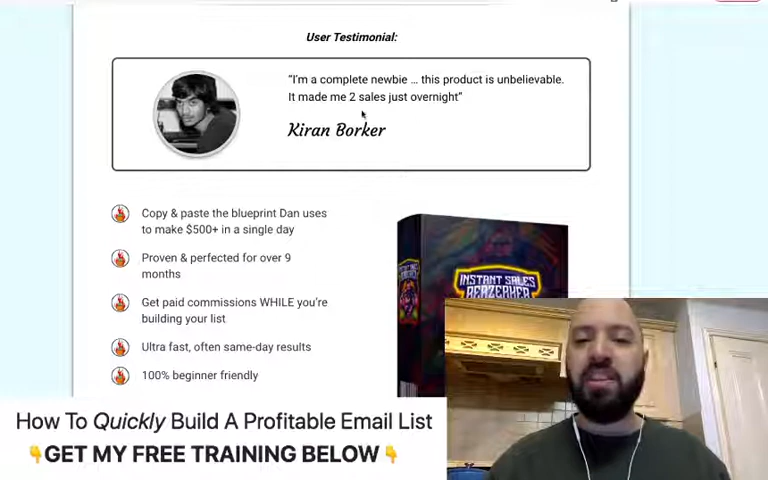 User Testimonial:
“I’m a complete newbie ... this product is unbelievable.
It made me 2 sales just overnight”
Kiran Borker
Copy & paste the blueprint Dan uses
to make $500+ in a single day
Proven & perfected for over 9
months
Get paid commissions WHILE you’re
building your list
Ultra fast, often same-day results
100% beginner friendly
INSTANT SALES
BERZERKER
How To Quickly Build A Profitable Email List
👇GET MY FREE TRAINING BELOW👇